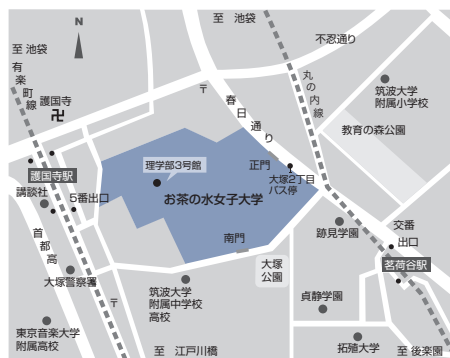 至 池袋
N
至 池袋
不忍通り
有楽町線
護国寺
卍
〒
春日通り
丸の内線
筑波大学
附属小学校
教育の森公園
理学部3号館
正門
護国寺駅
講談社
5番出口
お茶の水女子大学
大塚2丁目
バス停
首都高
南門
跡見学園
交番
出口
茗荷谷駅
大塚警察署
〒
筑波大学
附属中学校
高校
大塚
公園
貞静学園
東京音楽大学
附属高校
拓殖大学
至 江戸川橋
至 後楽園